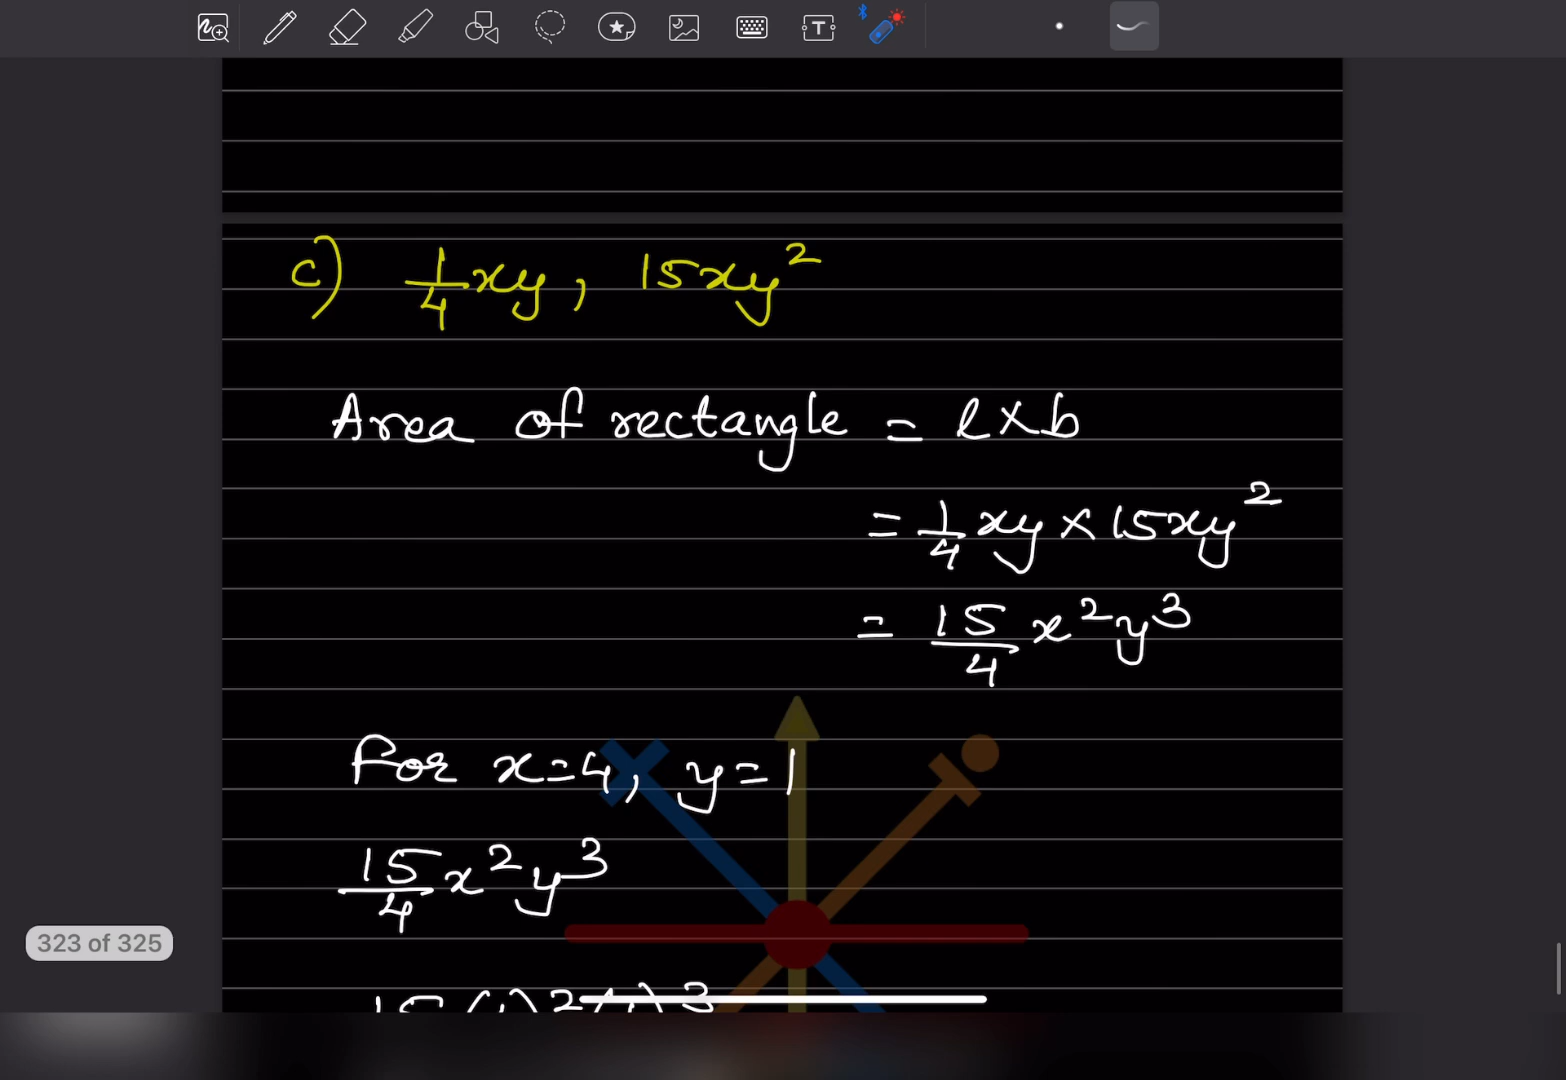 c) 1/4 xy, 15xy²
Area of rectangle = l×b
= 1/4 xy × 15xy²
= 15/4 x²y³
For x=4, y=1
15/4 x²y³
323 of 325